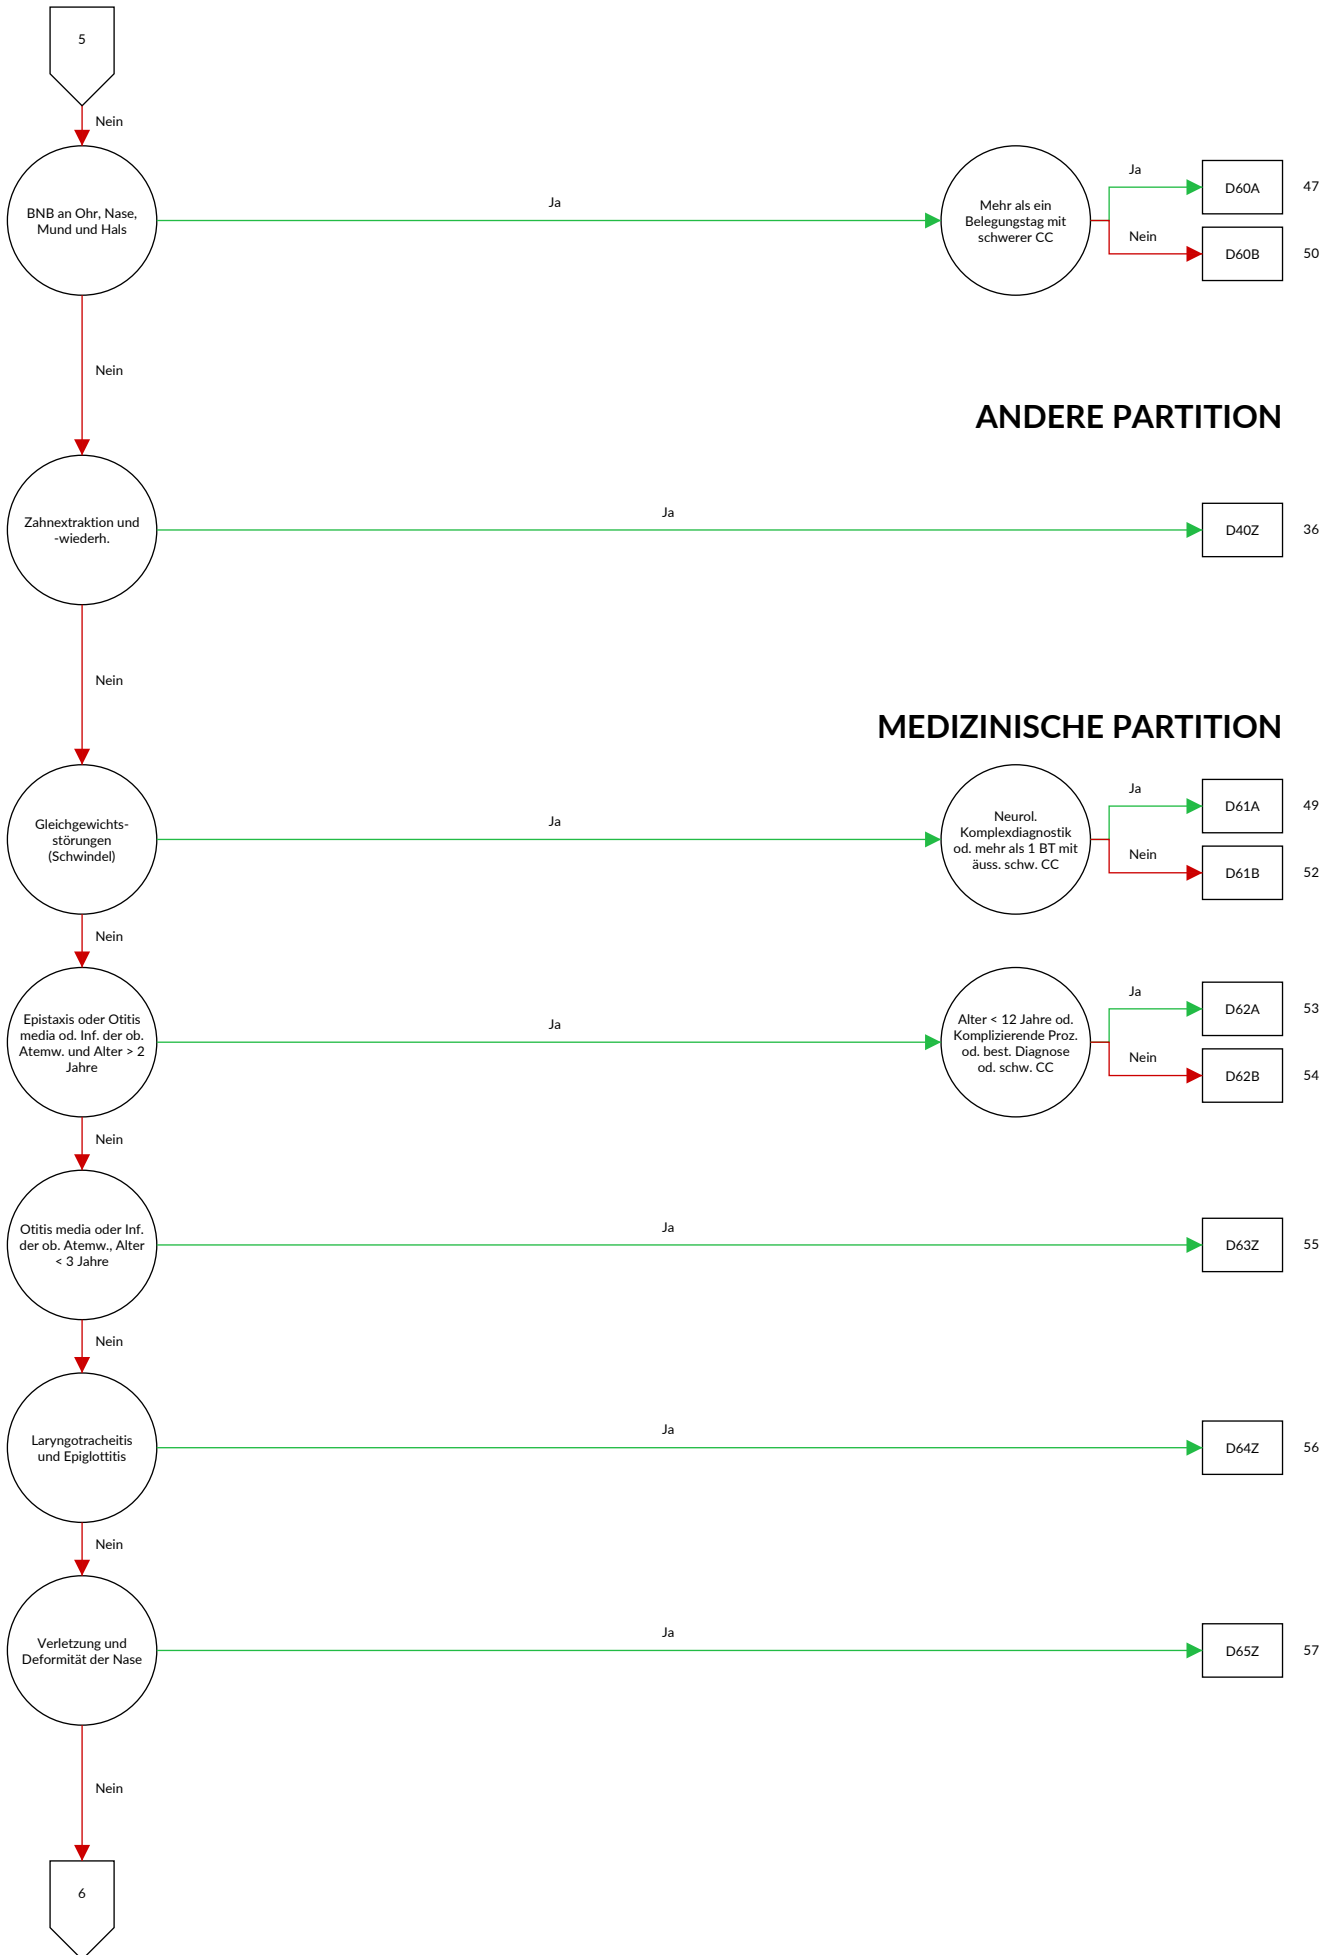 5
Nein
BNB an Ohr, Nase,
Mund und Hals
Ja
Mehr als ein
Belegungstag mit
schwerer CC
Ja
D60A
47
Nein
D60B
50
Nein
ANDERE PARTITION
Zahnextraktion und
-wiederh.
Ja
D40Z
36
Nein
MEDIZINISCHE PARTITION
Gleichgewichts-
störungen
(Schwindel)
Ja
Neurol.
Komplexdiagnostik
od. mehr als 1 BT mit
äuss. schw. CC
Ja
D61A
49
Nein
D61B
52
Nein
Epistaxis oder Otitis
media od. Inf. der ob.
Atemw. und Alter > 2
Jahre
Ja
Alter < 12 Jahre od.
Komplizierende Proz.
od. best. Diagnose
od. schw. CC
Ja
D62A
53
Nein
D62B
54
Nein
Otitis media oder Inf.
der ob. Atemw., Alter
< 3 Jahre
Ja
D63Z
55
Nein
Laryngotracheitis
und Epiglottitis
Ja
D64Z
56
Nein
Verletzung und
Deformität der Nase
Ja
D65Z
57
Nein
6